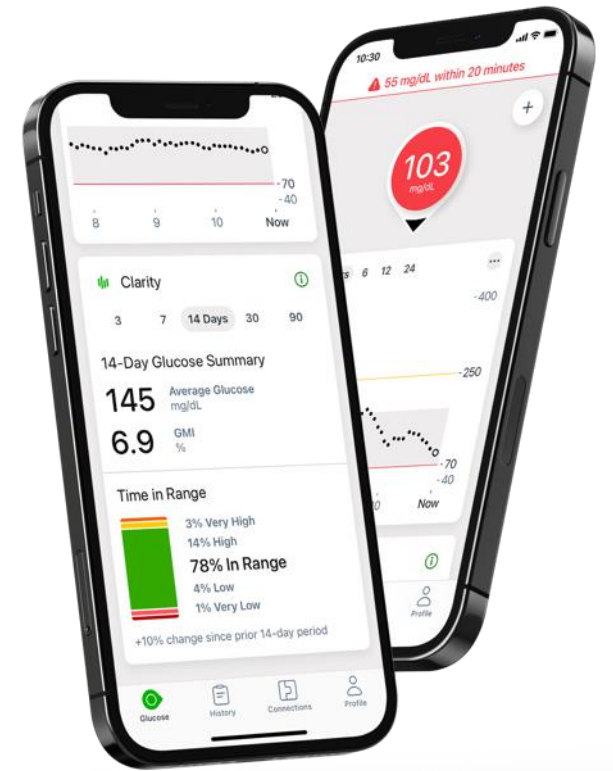 -70
-40
8 9 10 Now
Clarity
3 7 14 Days 30 90
14-Day Glucose Summary
145 Average Glucose
mg/dL
6.9 GMI
%
Time in Range
3% Very High
14% High
78% In Range
4% Low
1% Very Low
+10% change since prior 14-day period
Glucose History Connections Profile
10:30
55 mg/dL within 20 minutes
+
103
mg/dL
6 12 24
-400
-250
-70
-40
Now
Profile